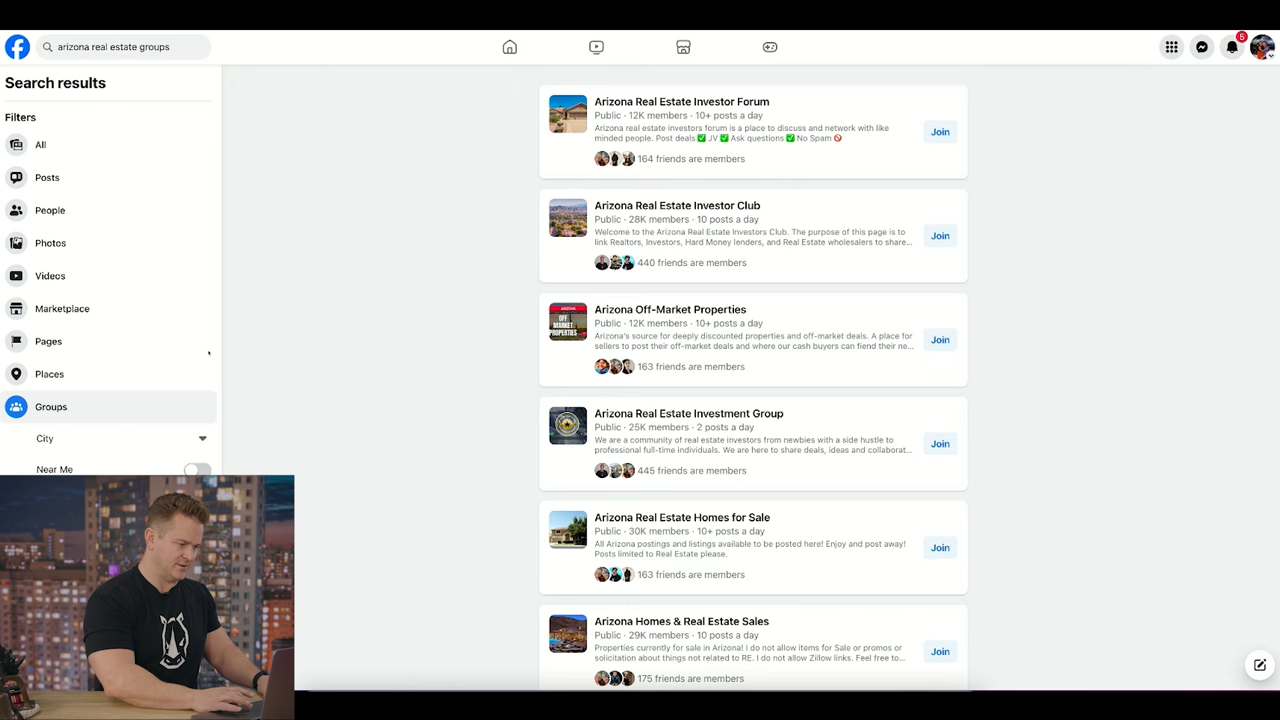 arizona real estate groups
5
Search results
Filters
All
Posts
People
Photos
Videos
Marketplace
Pages
Places
Groups
City
Near Me
Arizona Real Estate Investor Forum
Public · 12K members · 10+ posts a day
Arizona real estate investors forum is a place to discuss and network with like
minded people. Post deals ✅ JV ✅ Ask questions ✅ No Spam 🚫
164 friends are members
Join
Arizona Real Estate Investor Club
Public · 28K members · 10 posts a day
Welcome to the Arizona Real Estate Investors Club. The purpose of this page is to
link Realtors, Investors, Hard Money lenders, and Real Estate wholesalers to share...
440 friends are members
Join
OFF
MARKET
PROPERTIES
Arizona Off-Market Properties
Public · 12K members · 10+ posts a day
Arizona's source for deeply discounted properties and off-market deals. A place for
sellers to post their off-market deals and where our cash buyers can fiend their ne...
163 friends are members
Join
Arizona Real Estate Investment Group
Public · 25K members · 2 posts a day
We are a community of real estate investors from newbies with a side hustle to
professional full-time individuals. We are here to share deals, ideas and collaborat...
445 friends are members
Join
Arizona Real Estate Homes for Sale
Public · 30K members · 10+ posts a day
All Arizona postings and listings available to be posted here! Enjoy and post away!
Posts limited to Real Estate please.
163 friends are members
Join
Arizona Homes & Real Estate Sales
Public · 29K members · 10 posts a day
Properties currently for sale in Arizona! I do not allow items for Sale or promos or
solicitation about things not related to RE. I do not allow Zillow links. Feel free to...
175 friends are members
Join